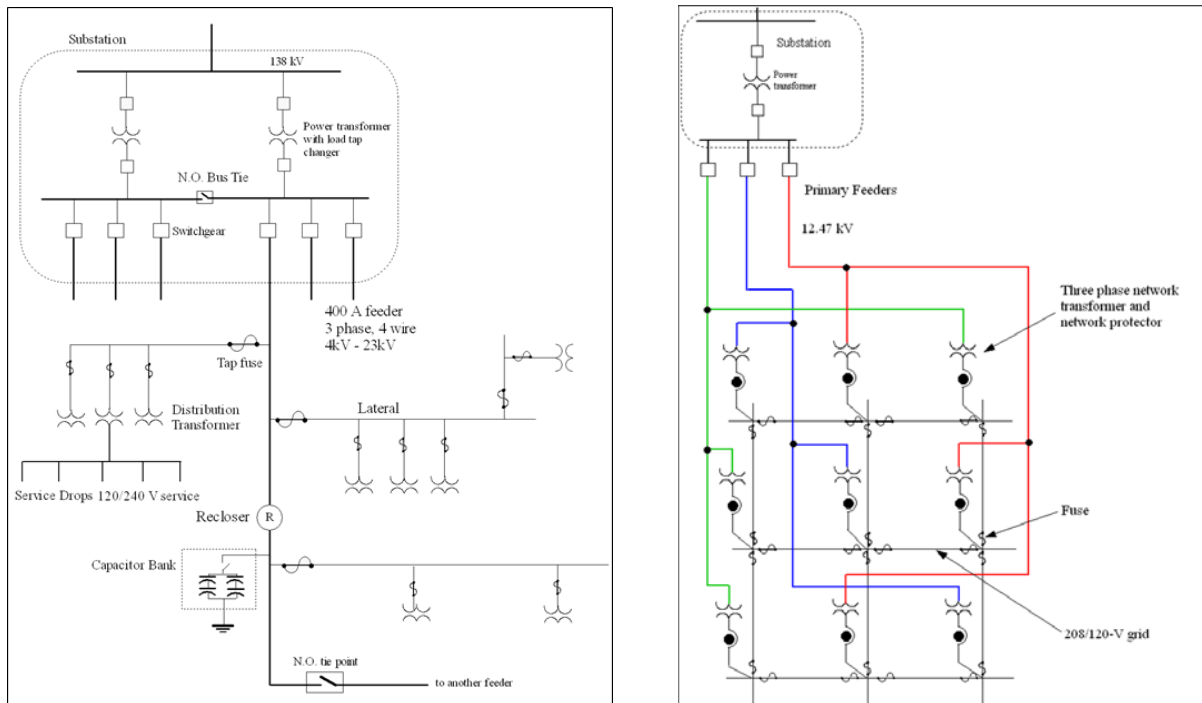 Substation
138 kV
Power transformer
with load tap
changer
N.O. Bus Tie
Switchgear
400 A feeder
3 phase, 4 wire
4kV - 23kV
Tap fuse
Distribution
Transformer
Lateral
Service Drops 120/240 V service
Recloser
R
Capacitor Bank
N.O. tie point
to another feeder
Substation
Power
transformer
Primary Feeders
12.47 kV
Three phase network
transformer and
network protector
Fuse
208/120-V grid